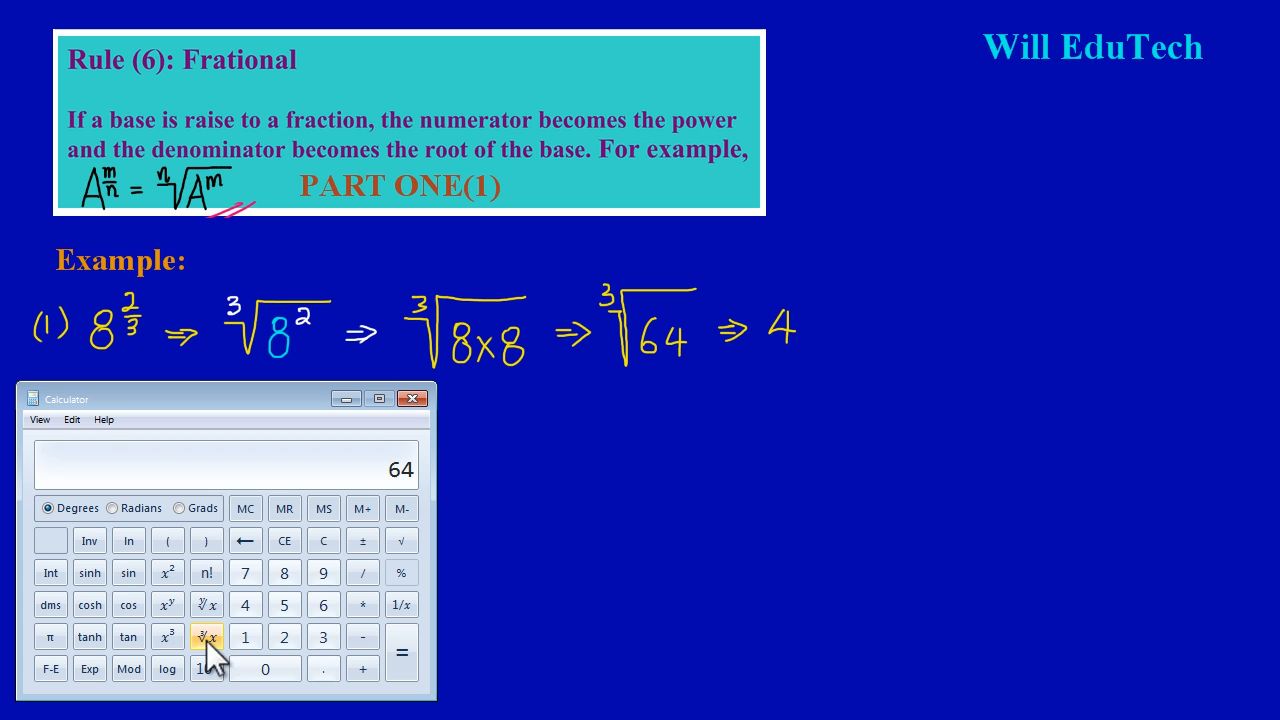 Will EduTech
Rule (6): Frational
If a base is raise to a fraction, the numerator becomes the power
and the denominator becomes the root of the base. For example,
A^(m/n) = ⁿ√(A^m) PART ONE(1)
Example:
(1) 8^(2/3) ⇒ ³√(8²) ⇒ ³√(8×8) ⇒ ³√64 ⇒ 4
Calculator
View Edit Help
64
Degrees Radians Grads MC MR MS M+ M-
Inv ln ( ) ← CE C ± √
Int sinh sin x² n! 7 8 9 / %
dms cosh cos x^y ʸ√x 4 5 6 * 1/x
π tanh tan x³ ³√x 1 2 3 - =
F-E Exp Mod log 0 . +